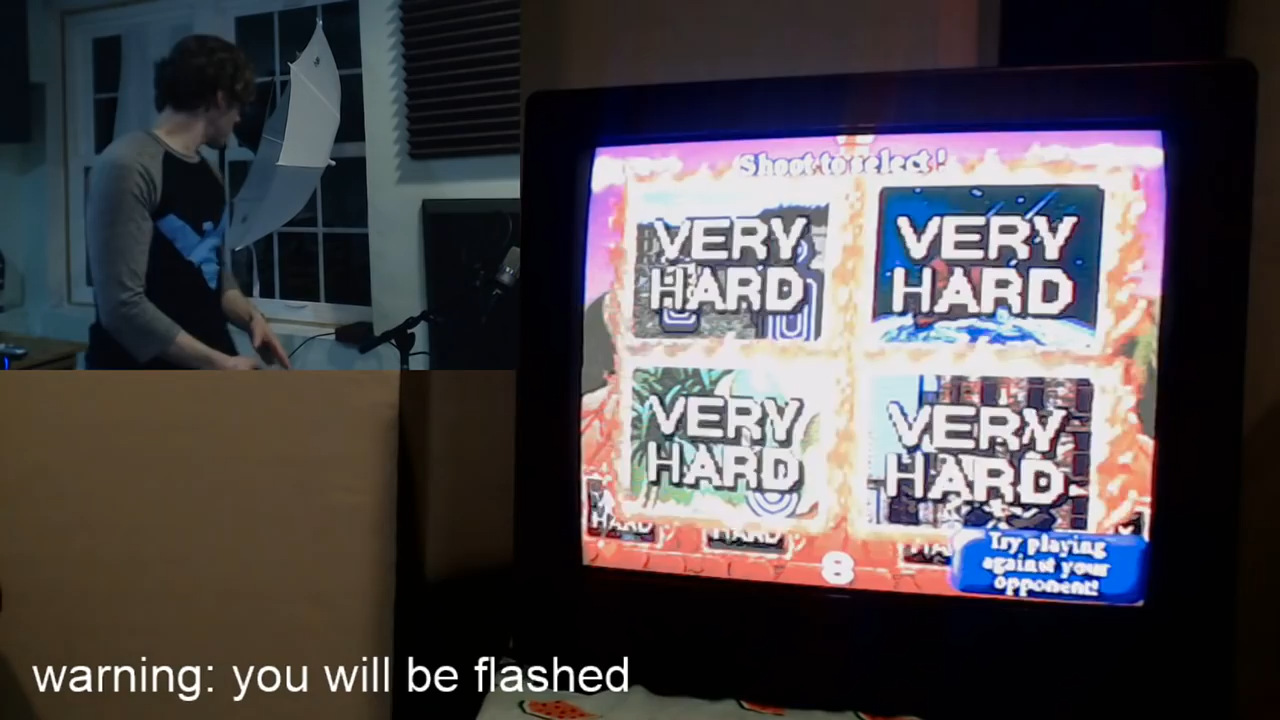 Shoot to select!
VERY
HARD
VERY
HARD
VERY
HARD
VERY
HARD
HARD
HARD
HA
8
Try playing
against your
opponent!
warning: you will be flashed